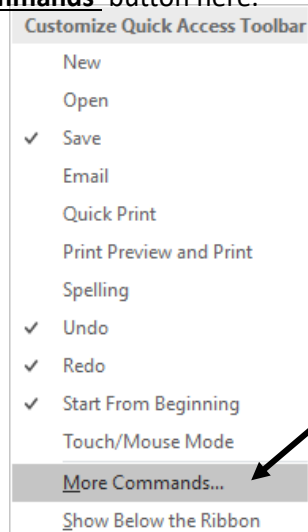 button here.
Customize Quick Access Toolbar
New
Open
✓ Save
Email
Quick Print
Print Preview and Print
Spelling
✓ Undo
✓ Redo
✓ Start From Beginning
Touch/Mouse Mode
More Commands...
Show Below the Ribbon